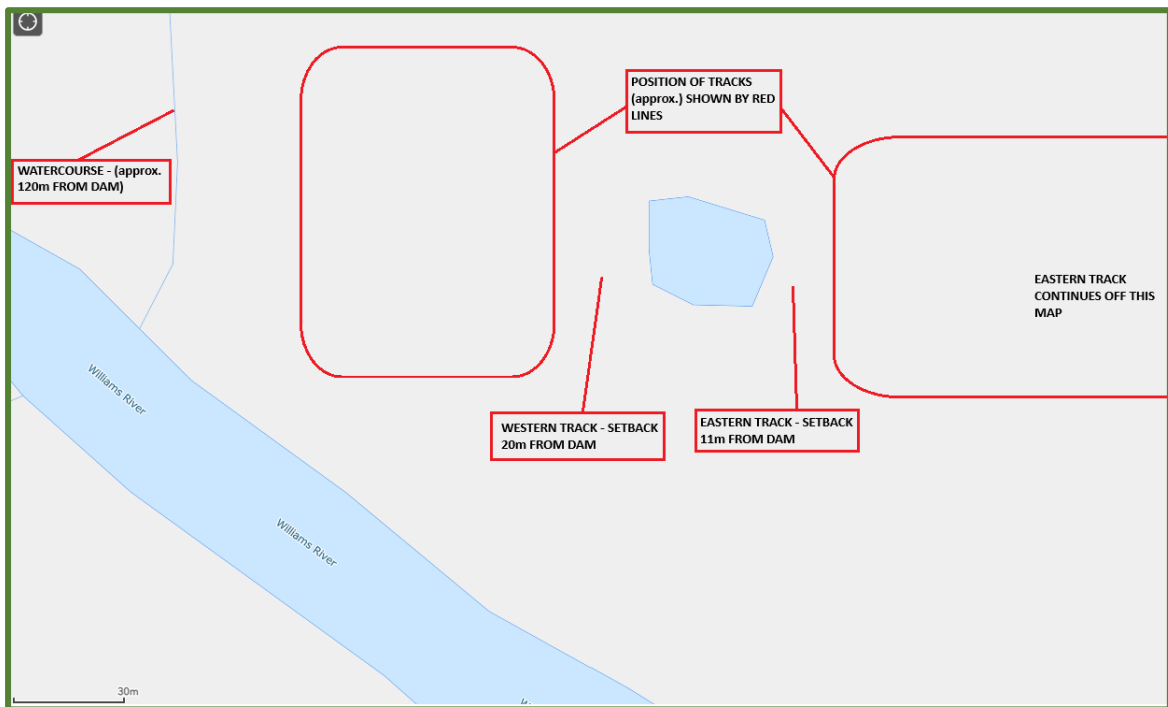 POSITION OF TRACKS
(approx.) SHOWN BY RED
LINES
WATERCOURSE - (approx.
120m FROM DAM)
EASTERN TRACK
CONTINUES OFF THIS
MAP
Williams River
WESTERN TRACK - SETBACK
20m FROM DAM
EASTERN TRACK - SETBACK
11m FROM DAM
Williams River
30m